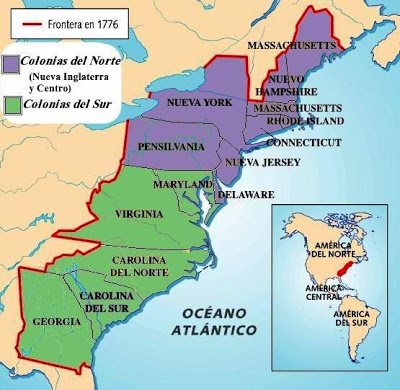 Frontera en 1776
Colonias del Norte
(Nueva Inglaterra
y Centro)
Colonias del Sur
MASSACHUSETTS
NUEVO
HAMPSHIRE
NUEVA YORK
MASSACHUSETTS
RHODE ISLAND
CONNECTICUT
PENSILVANIA
NUEVA JERSEY
MARYLAND
DELAWARE
VIRGINIA
CAROLINA
DEL NORTE
CAROLINA
DEL SUR
GEORGIA
OCÉANO
ATLÁNTICO
AMÉRICA
DEL NORTE
AMÉRICA
CENTRAL
AMÉRICA
DEL SUR